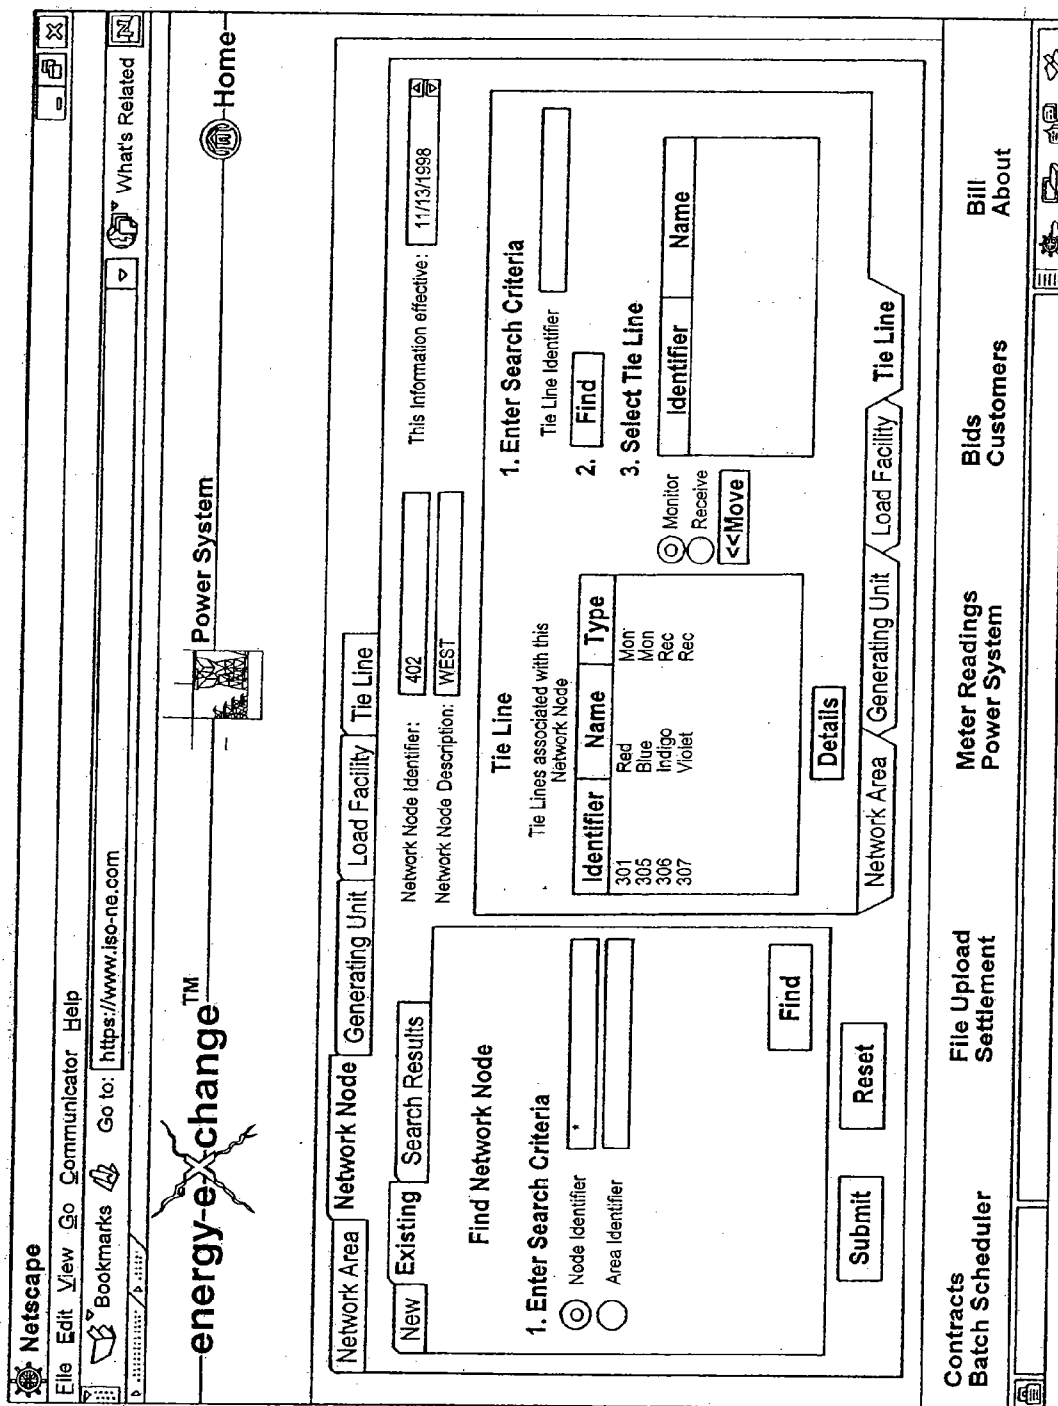 Netscape
File Edit View Go Communicator Help
Bookmarks Go to: https://www.iso-ne.com What's Related
energy-e-Xchange™ Power System Home
Network Area Network Node Generating Unit Load Facility Tie Line
New Existing Search Results
Find Network Node
1. Enter Search Criteria
Node Identifier *
Area Identifier
Find
Submit Reset
Network Node Identifier: 402
Network Node Description: WEST
This Information effective: 11/13/1998
Tie Line
Tie Lines associated with this
Network Node
Identifier Name Type
301 Red Mon
305 Blue Mon
306 Indigo Rec
307 Violet Rec
Details
Monitor
Receive
<<Move
1. Enter Search Criteria
Tie Line Identifier
2. Find
3. Select Tie Line
Identifier Name
Network Area Generating Unit Load Facility Tie Line
Contracts File Upload Meter Readings Bids Bill
Batch Scheduler Settlement Power System Customers About